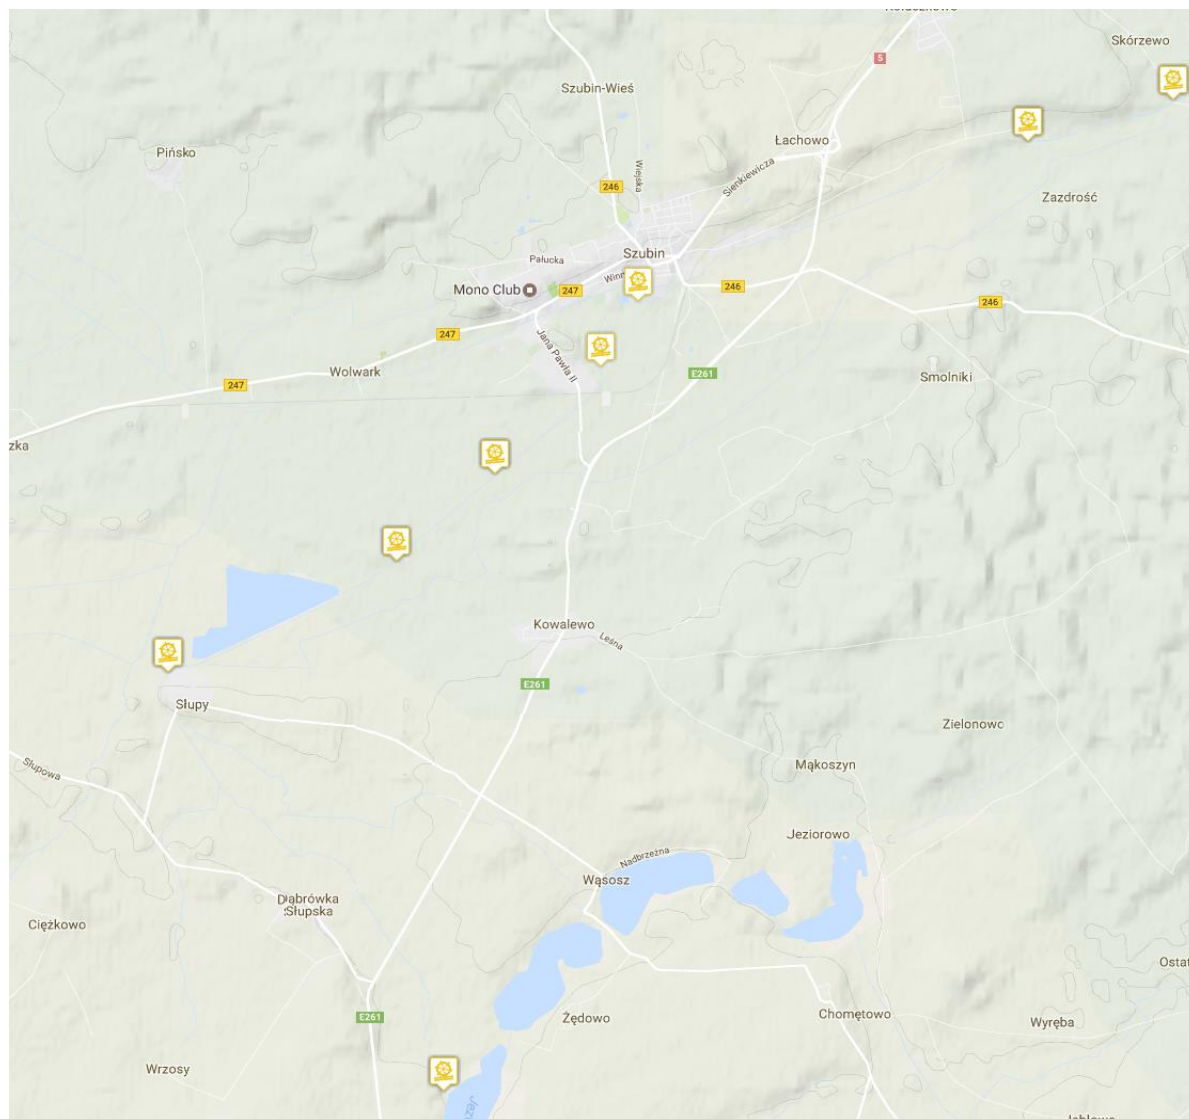 Skórzewo
5
Szubin-Wieś
Łachowo
Pińsko
Wiejska
Sienkiewicza
246
Zazdrość
Szubin
Pałucka
Mono Club
247
246
246
247
Jana Pawła II
Wolwark
E261
Smolniki
247
zka
Kowalewo
Leśna
E261
Słupy
Zielonowo
Słupowa
Mąkoszyn
Jeziorowo
Nadbrzeżna
Wąsosz
Dąbrówka
Słupska
Ciężkowo
Ostat
E261
Żędowo
Chomętowo
Wyręba
Wrzosy
Jez